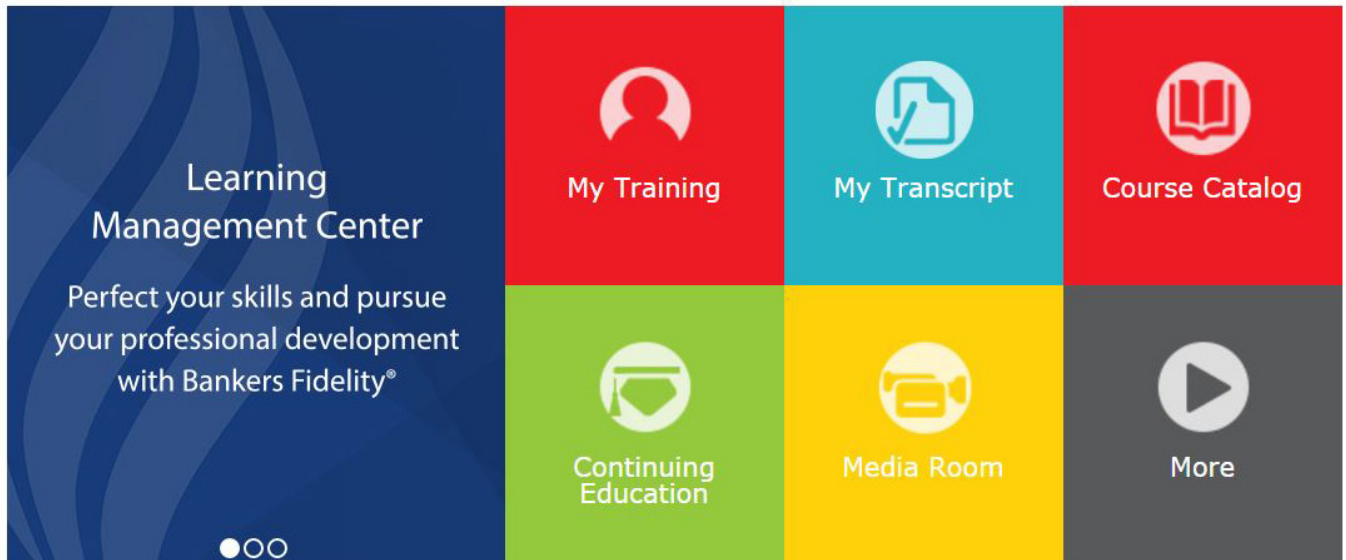 Learning
Management Center
Perfect your skills and pursue
your professional development
with Bankers Fidelity®
My Training
My Transcript
Course Catalog
Continuing
Education
Media Room
More